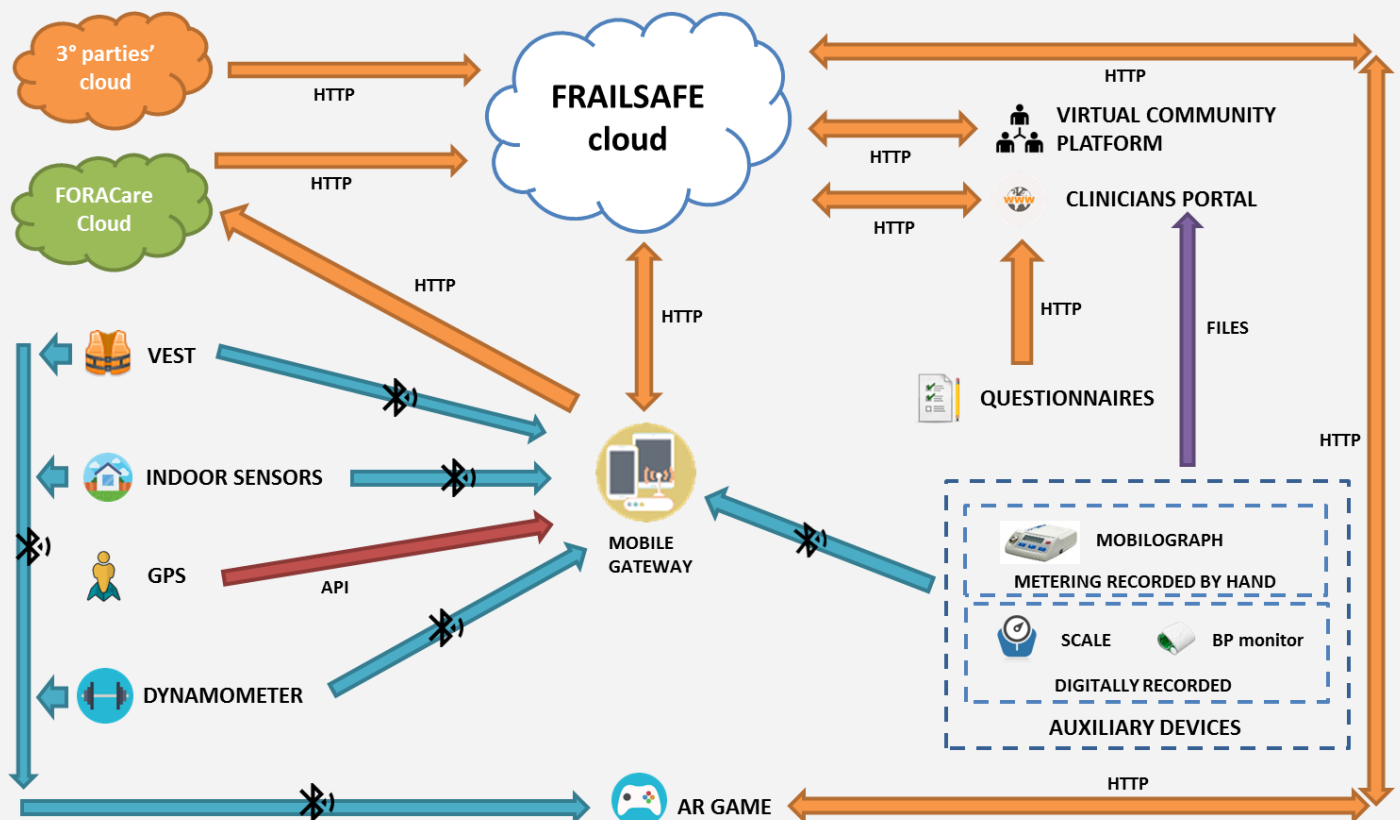 3° parties'
cloud
HTTP
FRAILSAFE
cloud
HTTP
VIRTUAL COMMUNITY
PLATFORM
HTTP
HTTP
FORACare
Cloud
www
CLINICIANS PORTAL
HTTP
HTTP
HTTP
HTTP
FILES
VEST
QUESTIONNAIRES
HTTP
INDOOR SENSORS
MOBILE
GATEWAY
MOBILOGRAPH
METERING RECORDED BY HAND
GPS
API
SCALE
BP monitor
DIGITALLY RECORDED
DYNAMOMETER
AUXILIARY DEVICES
HTTP
AR GAME